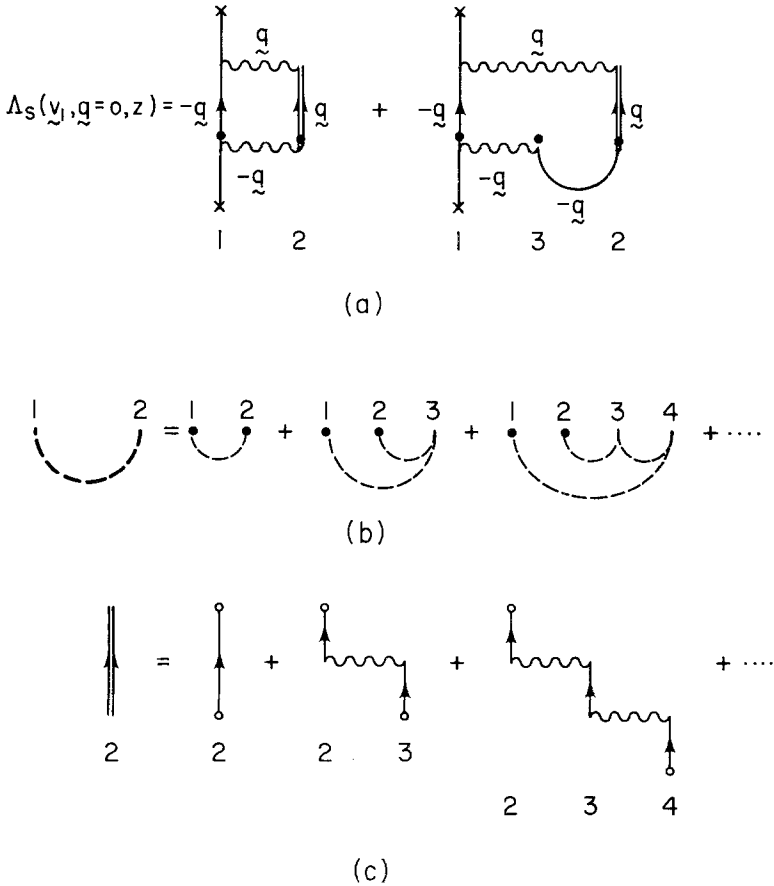 q q
Λs(v1, q=0, z) = -q q + -q q
-q -q -q
1 2 1 3 2
(a)
1 2 = 1 2 + 1 2 3 + 1 2 3 4 + ····
(b)
= + + + ····
2 2 2 3
2 3 4
(c)